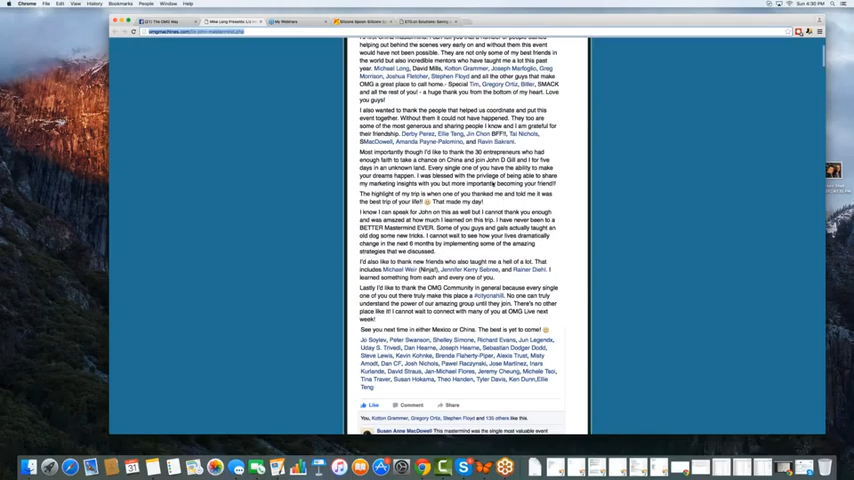 Chrome File Edit View History Bookmarks People Window Help
Sun 4:30 PM
(21) The OMG Way
My Webinars
omgmachines.com/
helping out behind the scenes very early on and without them this event
would have not been possible. They are not only some of my best friends in
the world but also incredible mentors who have taught me a lot this past
year. Michael Long, David Mills, Kotton Grammer, Joseph Marfoglio, Greg
Morrison, Joshua Fletcher, Stephen Floyd and all the other guys that make
OMG a great place to call home.- Special Tim, Gregory Ortiz, Biller, SMACK
and all the rest of you! - a huge thank you from the bottom of my heart. Love
you guys!
I also wanted to thank the people that helped us coordinate and put this
event together. Without them it could not have happened. They too are
some of the most generous and sharing people I know and I am grateful for
their friendship. Derby Perez, Ellie Teng, Jin Chon BFF!!, Tai Nichols,
SMacDowell, Amanda Payne-Palomino, and Ravin Sakrani.
Most importantly though I'd like to thank the 30 entrepreneurs who had
enough faith to take a chance on China and join John D Gill and I for five
days in an unknown land. Every single one of you have the ability to make
your dreams happen. I was blessed with the privilege of being able to share
my marketing insights with you but more importantly becoming your friend!!
The highlight of my trip is when one of you thanked me and told me it was
the best trip of your life!! That made my day!
I know I can speak for John on this as well but I cannot thank you enough
and was amazed at how much I learned on this trip. I have never been to a
BETTER Mastermind EVER. Some of you guys and gals actually taught an
old dog some new tricks. I cannot wait to see how your lives dramatically
change in the next 6 months by implementing some of the amazing
strategies that we discussed.
I'd also like to thank new friends who also taught me a hell of a lot. That
includes Michael Weir (Ninja!), Jennifer Kerry Sebree, and Rainer Diehl. I
learned something from each and every one of you.
Lastly I'd like to thank the OMG Community in general because every single
one of you out there truly make this place a #cityonahill. No one can truly
understand the power of our amazing group until they join. There's no other
place like it! I cannot wait to connect with many of you at OMG Live next
week!
See you next time in either Mexico or China. The best is yet to come!
Jo Soylev, Peter Swanson, Shelley Simone, Richard Evans, Jun Legendx,
Uday S. Trivedi, Dan Hearne, Joseph Hearne, Sebastian Dodger Dodd,
Steve Lewis, Kevin Kohnke, Brenda Flaherty-Piper, Alexis Trust, Misty
Amodt, Dan CF, Josh Nichols, Pawel Raczynski, Jose Martinez, Inars
Kurlande, David Straus, Jan-Michael Flores, Jeremy Cheung, Michele Tsoi,
Tina Traver, Susan Hokama, Theo Handen, Tyler Davis, Ken Dunn,Ellie
Teng
Like Comment Share
You, Kotton Grammer, Gregory Ortiz, Stephen Floyd and 135 others like this.
Susan Anne MacDowell This mastermind was the single most valuable event